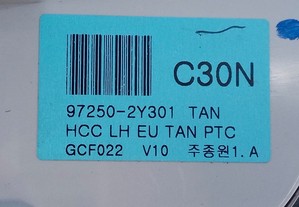 C30N
97250-2Y301 TAN
HCC LH EU TAN PTC
GCF022 V10 주종원1. A